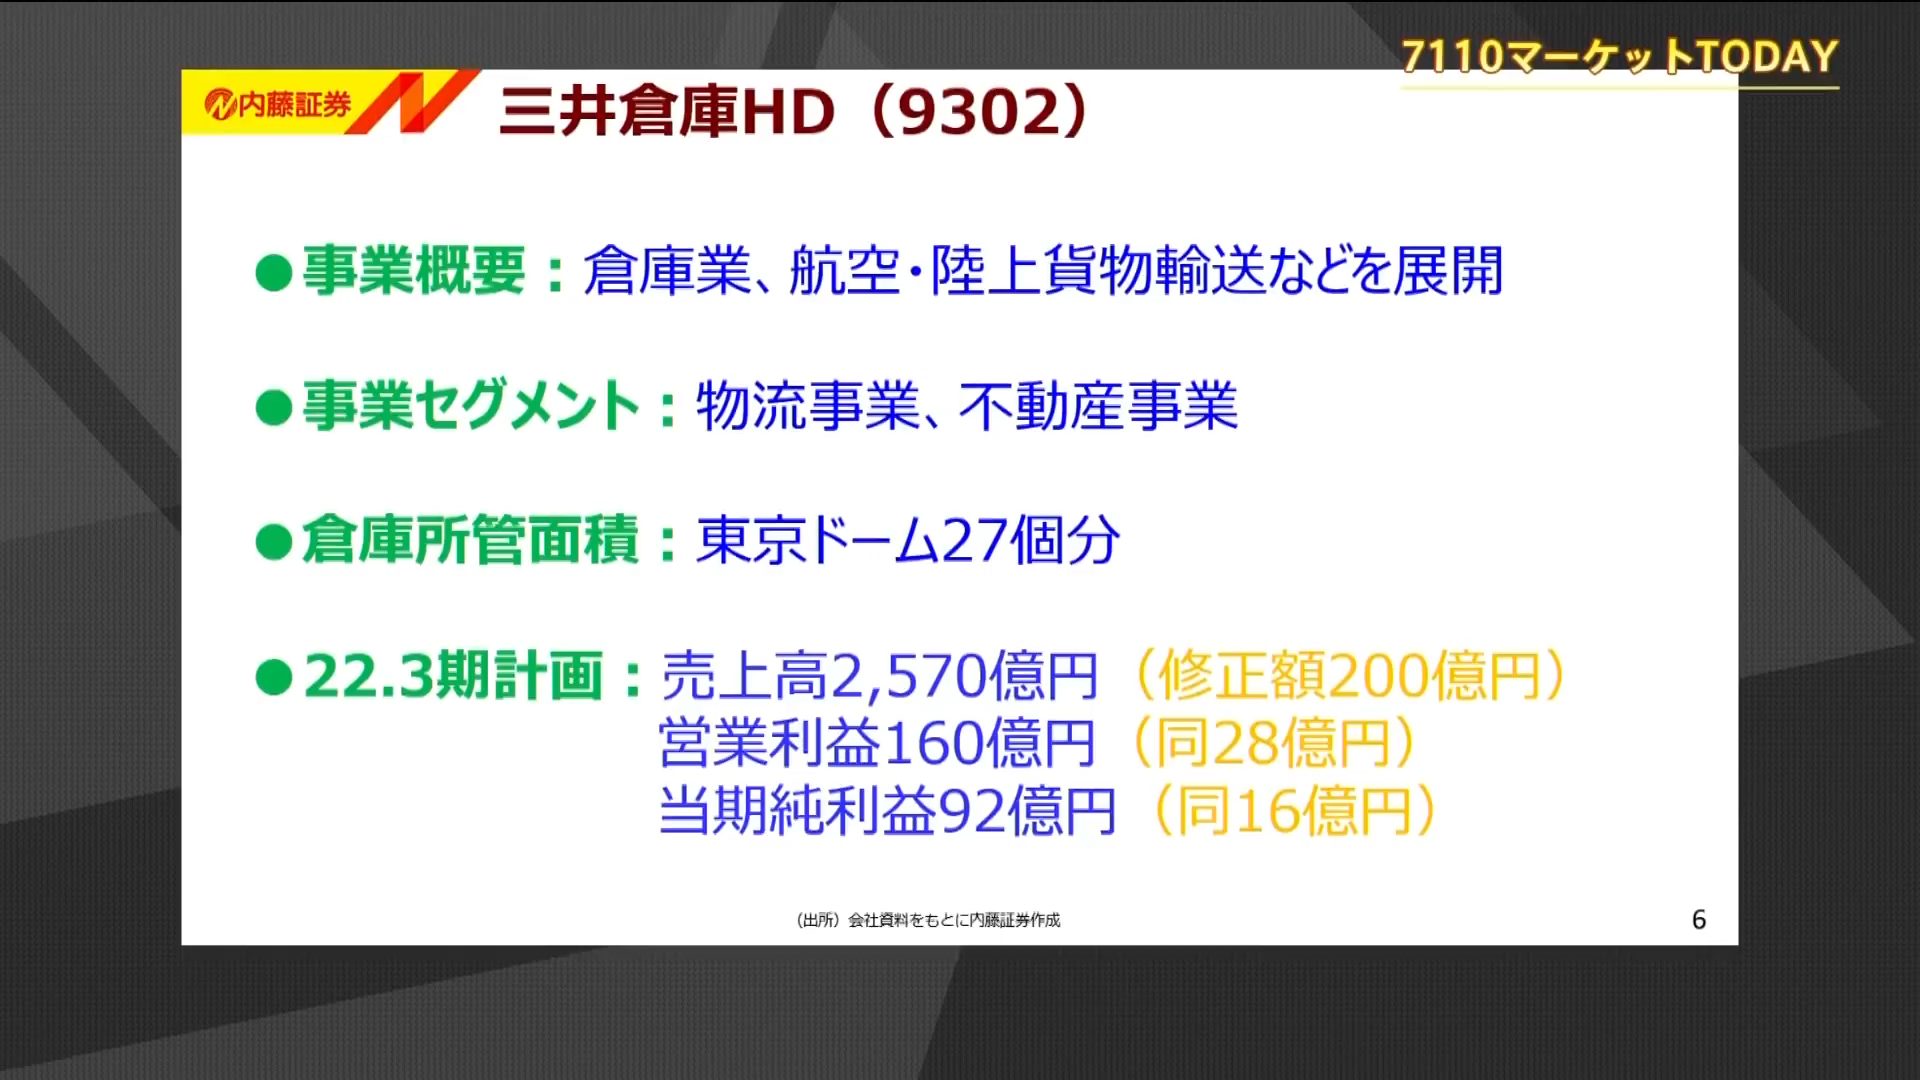 7110マーケットTODAY
内藤証券
三井倉庫HD（9302）
●事業概要：倉庫業、航空・陸上貨物輸送などを展開
●事業セグメント：物流事業、不動産事業
●倉庫所管面積：東京ドーム27個分
●22.3期計画：売上高2,570億円（修正額200億円）
営業利益160億円（同28億円）
当期純利益92億円（同16億円）
（出所）会社資料をもとに内藤証券作成
6